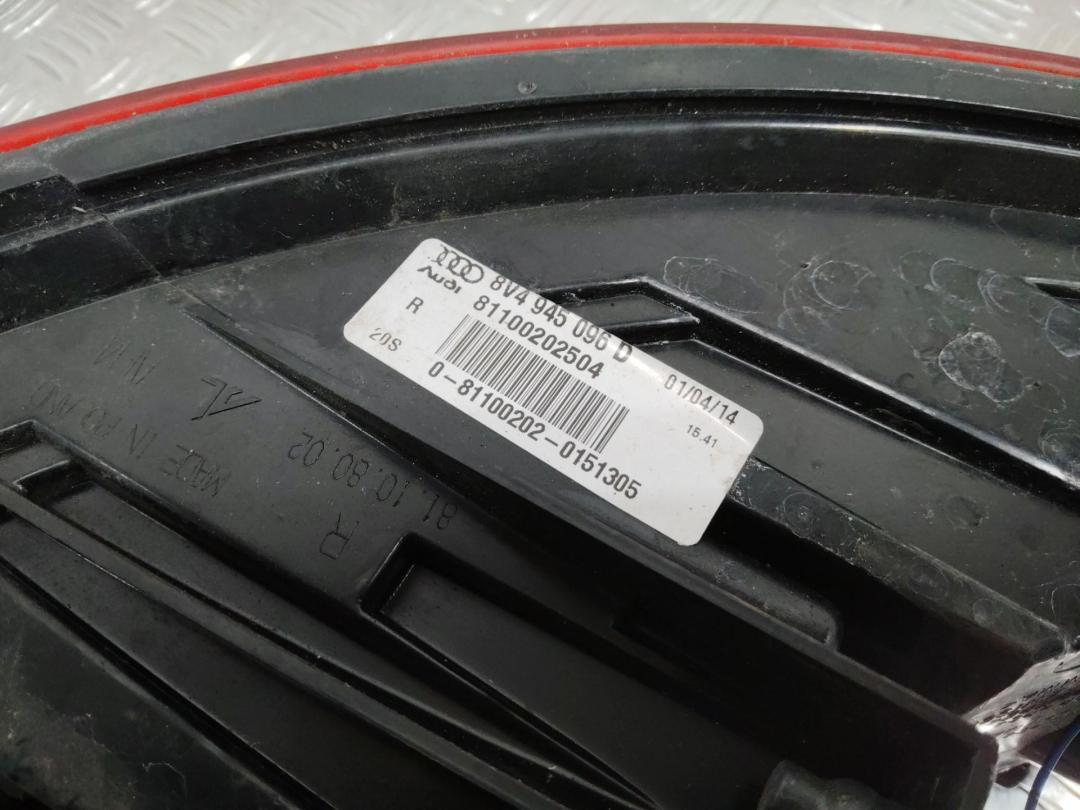 Audi 8V4 945 096 D
R 81100202504 01/04/14
20S 15.41
0-81100202-0151305
81.10.80.02
R
MADE IN